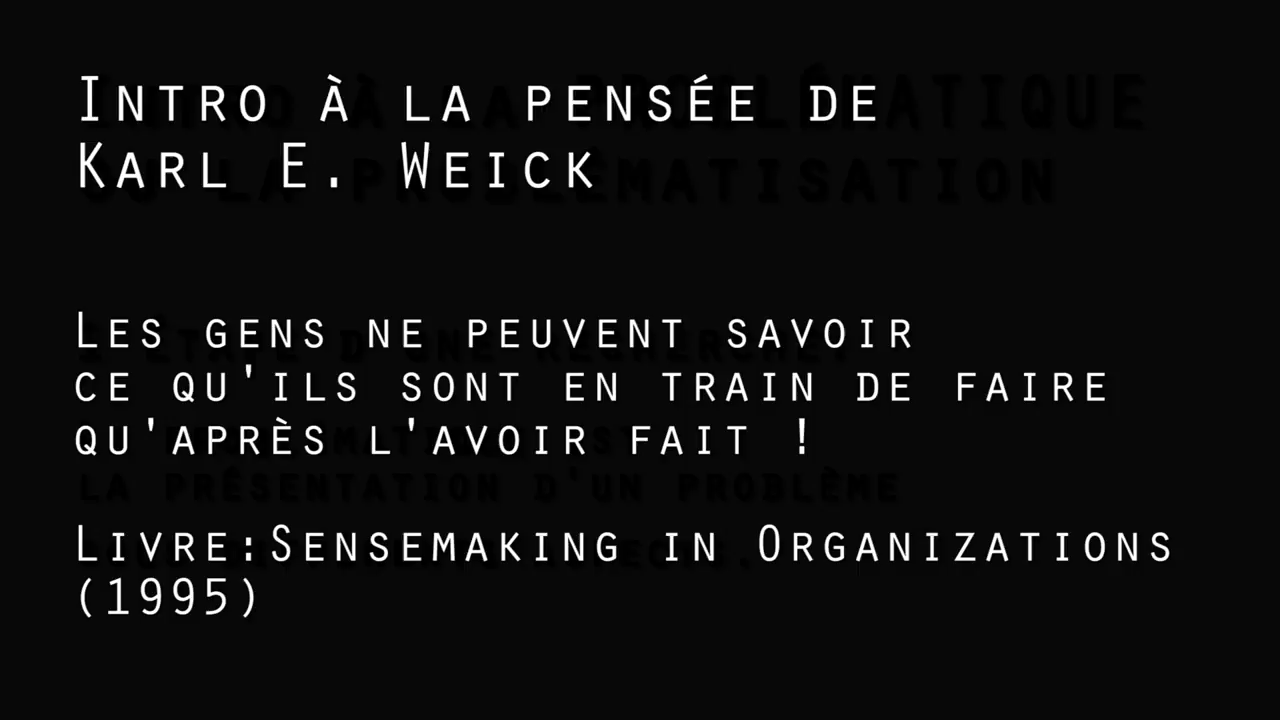 Intro à la pensée de
Karl E. Weick
Les gens ne peuvent savoir
ce qu'ils sont en train de faire
qu'après l'avoir fait !
Livre:Sensemaking in Organizations
(1995)